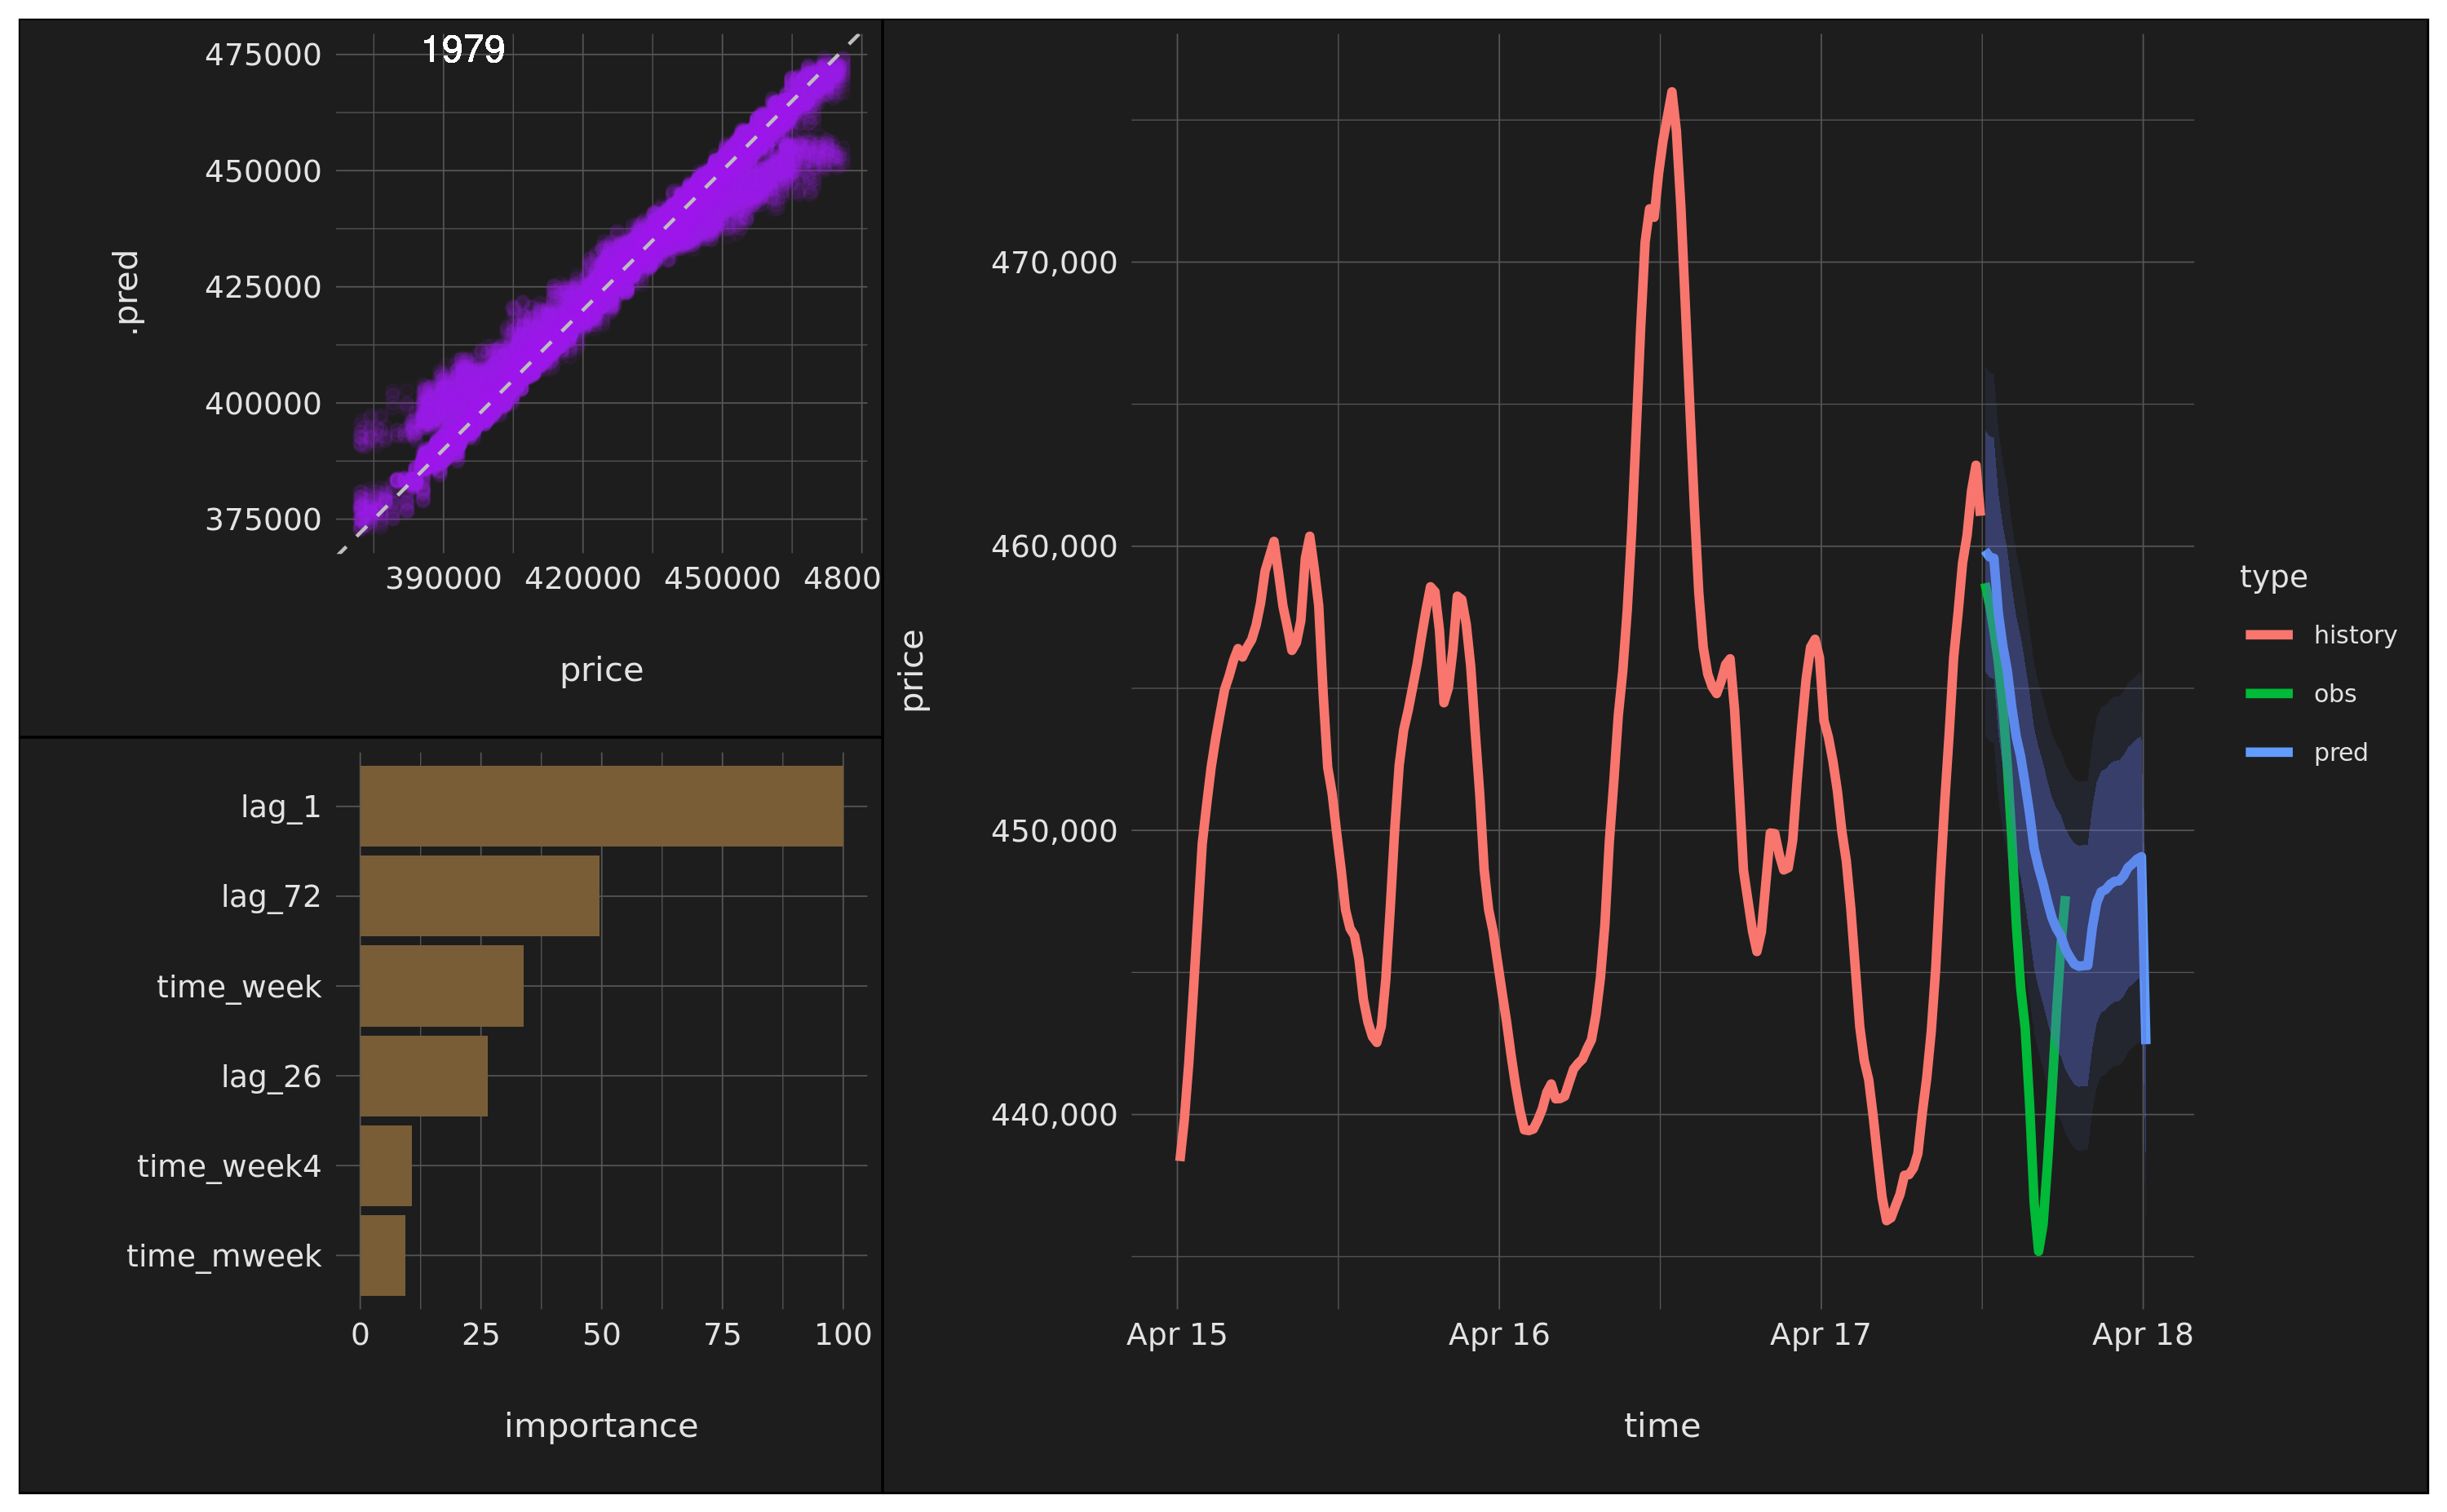 1979
475000
450000
425000
400000
375000
.pred
390000 420000 450000 4800
price
lag_1
lag_72
time_week
lag_26
time_week4
time_mweek
0 25 50 75 100
importance
470,000
460,000
450,000
440,000
price
Apr 15 Apr 16 Apr 17 Apr 18
time
type
history
obs
pred